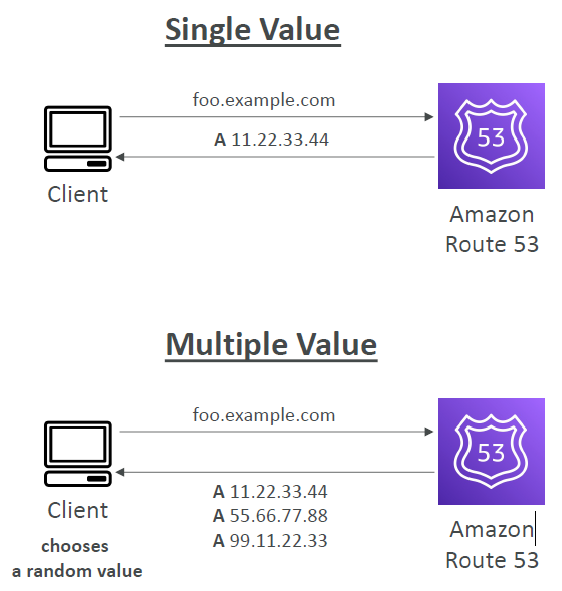 Single Value
foo.example.com
A 11.22.33.44
53
Client
Amazon
Route 53
Multiple Value
foo.example.com
53
A 11.22.33.44
A 55.66.77.88
A 99.11.22.33
Client
chooses
a random value
Amazon
Route 53